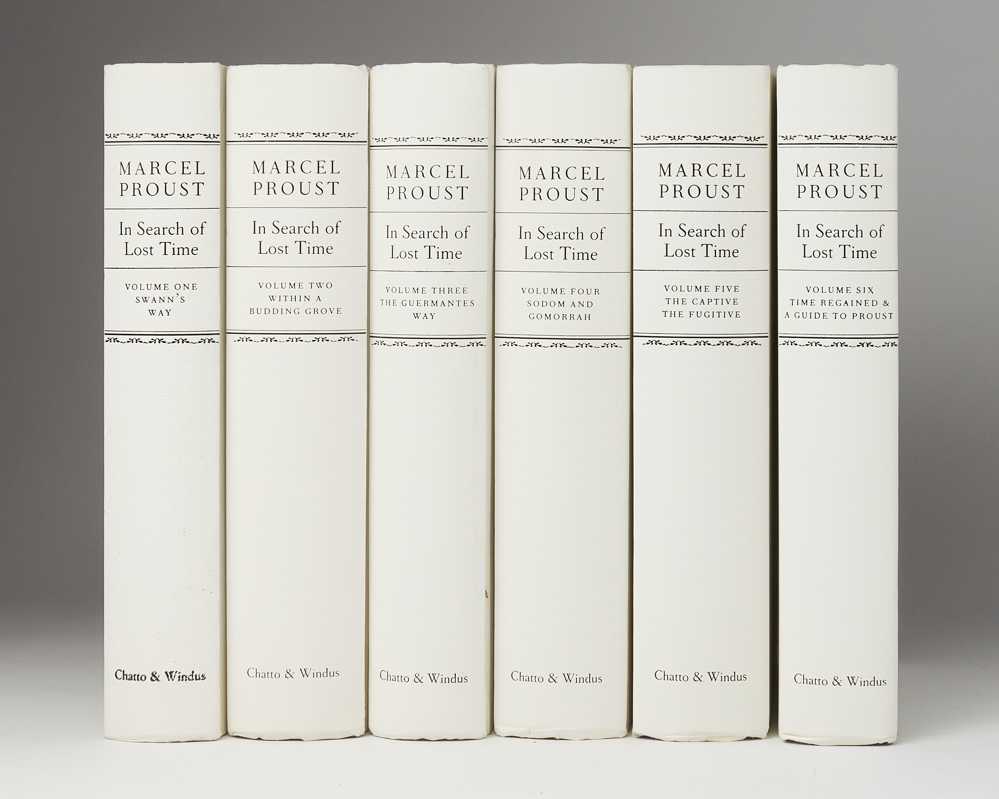 MARCEL
PROUST
In Search of
Lost Time
VOLUME ONE
SWANN'S
WAY
Chatto & Windus
MARCEL
PROUST
In Search of
Lost Time
VOLUME TWO
WITHIN A
BUDDING GROVE
Chatto & Windus
MARCEL
PROUST
In Search of
Lost Time
VOLUME THREE
THE GUERMANTES
WAY
Chatto & Windus
MARCEL
PROUST
In Search of
Lost Time
VOLUME FOUR
SODOM AND
GOMORRAH
Chatto & Windus
MARCEL
PROUST
In Search of
Lost Time
VOLUME FIVE
THE CAPTIVE
THE FUGITIVE
Chatto & Windus
MARCEL
PROUST
In Search of
Lost Time
VOLUME SIX
TIME REGAINED &
A GUIDE TO PROUST
Chatto & Windus